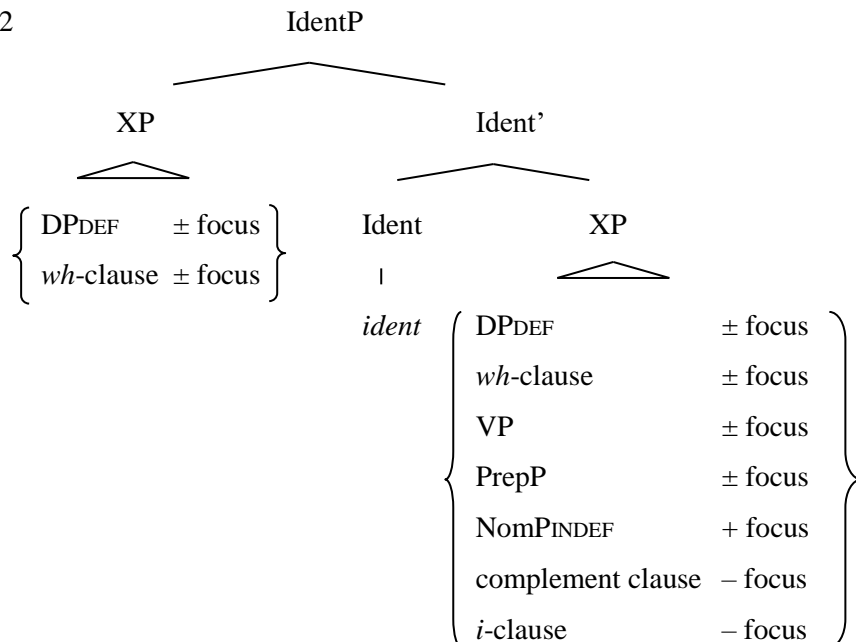 2 IdentP
XP Ident’
DPDEF ± focus Ident XP
wh-clause ± focus
ident DPDEF ± focus
wh-clause ± focus
VP ± focus
PrepP ± focus
NomPINDEF + focus
complement clause – focus
i-clause – focus